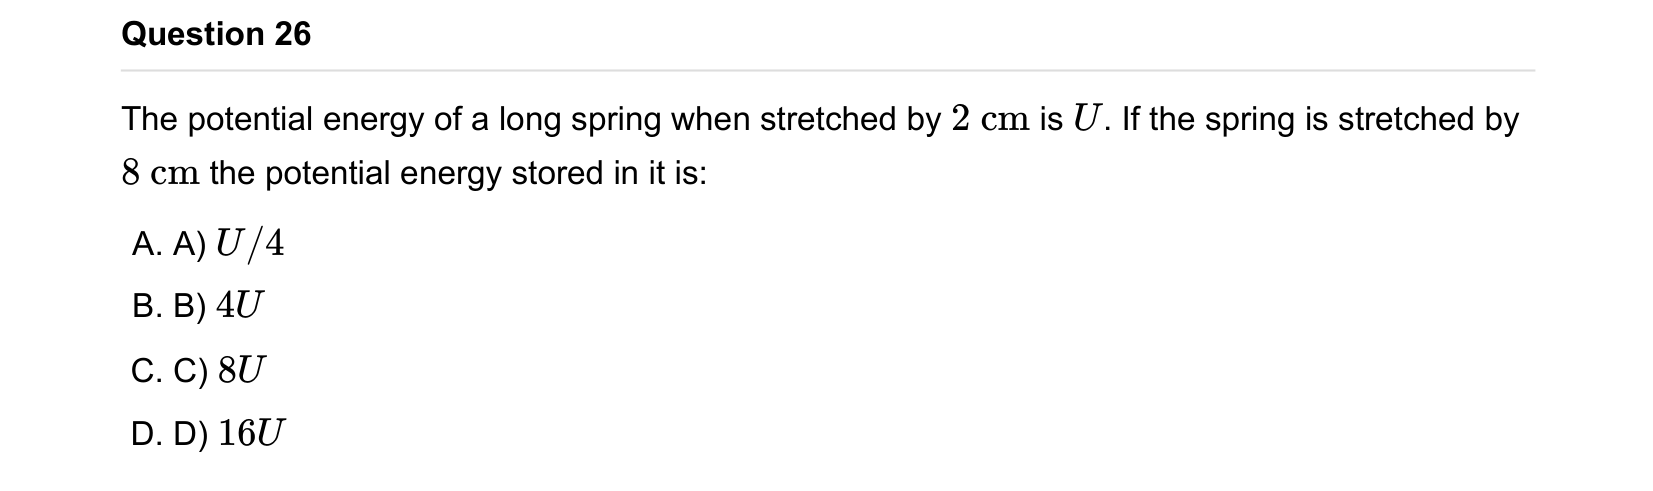 Question 26
The potential energy of a long spring when stretched by 2 cm is U. If the spring is stretched by
8 cm the potential energy stored in it is:
A. A) U/4
B. B) 4U
C. C) 8U
D. D) 16U